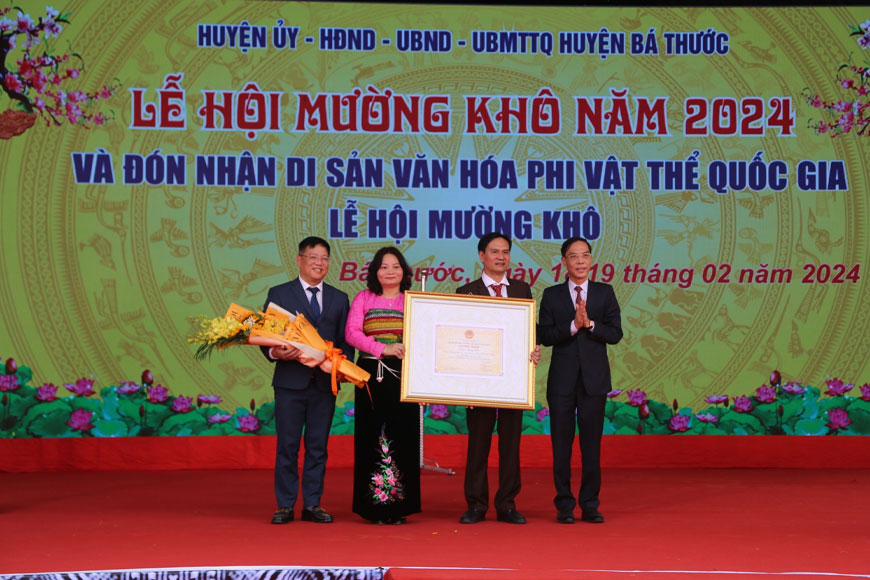 HUYỆN ỦY - HĐND - UBND - UBMTTQ HUYỆN BÁ THƯỚC
LỄ HỘI MƯỜNG KHÔ NĂM 2024
VÀ ĐÓN NHẬN DI SẢN VĂN HÓA PHI VẬT THỂ QUỐC GIA
LỄ HỘI MƯỜNG KHÔ
19 tháng 02 năm 2024